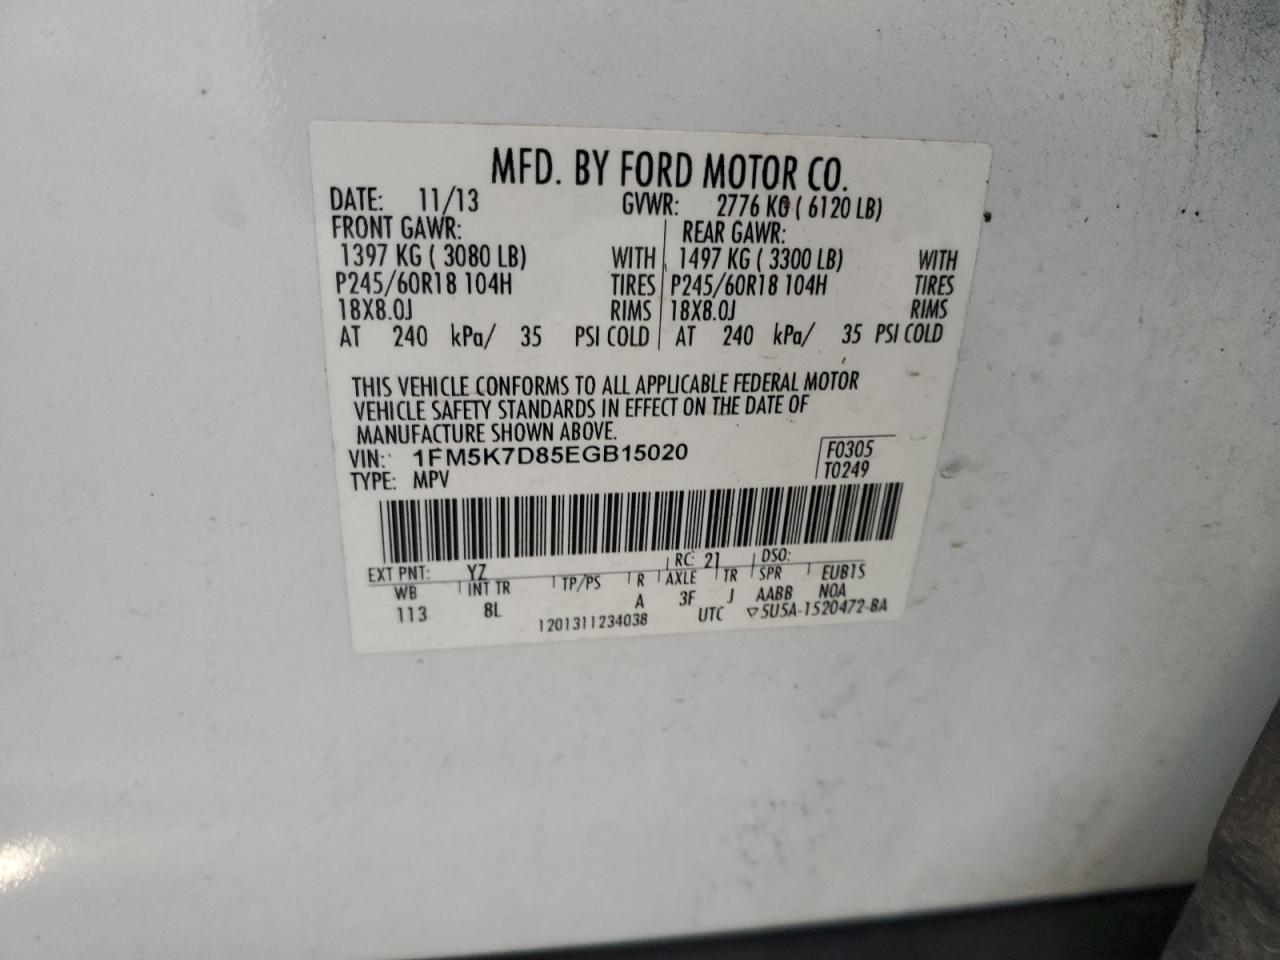 MFD. BY FORD MOTOR CO.
DATE: 11/13 GVWR: 2776 KG ( 6120 LB)
FRONT GAWR: REAR GAWR:
1397 KG ( 3080 LB) WITH 1497 KG ( 3300 LB) WITH
P245/60R18 104H TIRES P245/60R18 104H TIRES
18X8.0J RIMS 18X8.0J RIMS
AT 240 kPa/ 35 PSI COLD AT 240 kPa/ 35 PSI COLD
THIS VEHICLE CONFORMS TO ALL APPLICABLE FEDERAL MOTOR
VEHICLE SAFETY STANDARDS IN EFFECT ON THE DATE OF
MANUFACTURE SHOWN ABOVE.
VIN: 1FM5K7D85EGB15020 F0305
TYPE: MPV T0249
EXT PNT: YZ RC: 21 DSO:
WB INT TR TP/PS R AXLE TR SPR EUB1S
113 8L A 3F J AABB NOA
1201311234038 UTC ▽5U5A-1520472-BA